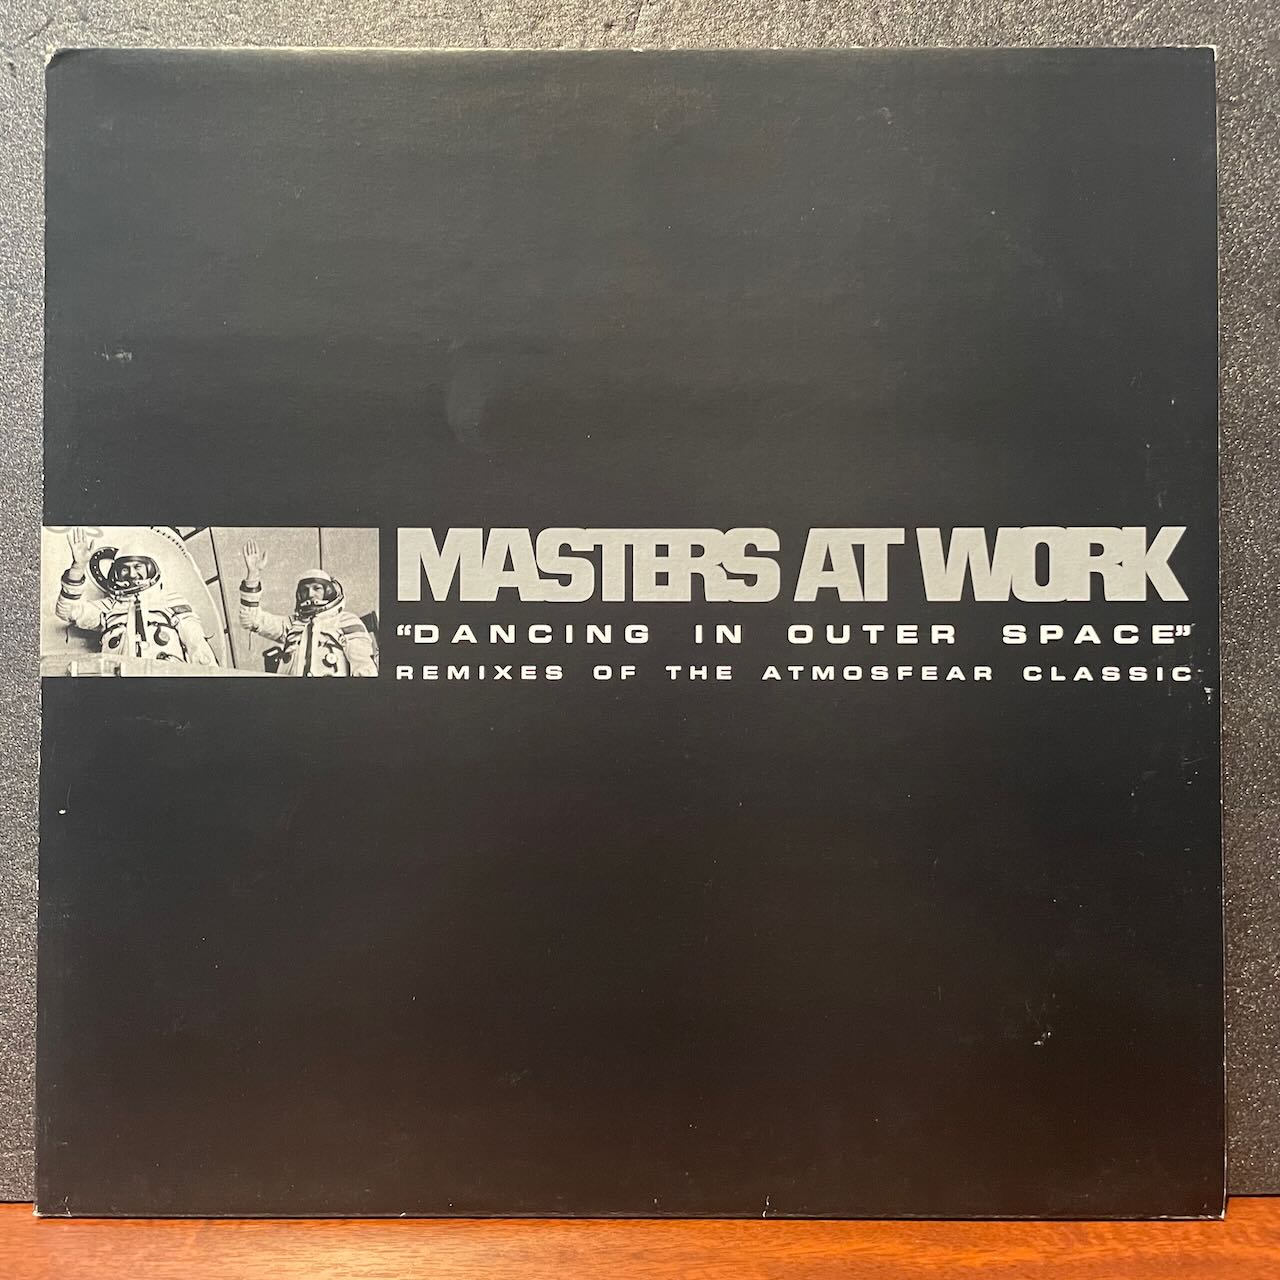 MASTERS AT WORK
“DANCING IN OUTER SPACE”
REMIXES OF THE ATMOSFEAR CLASSIC